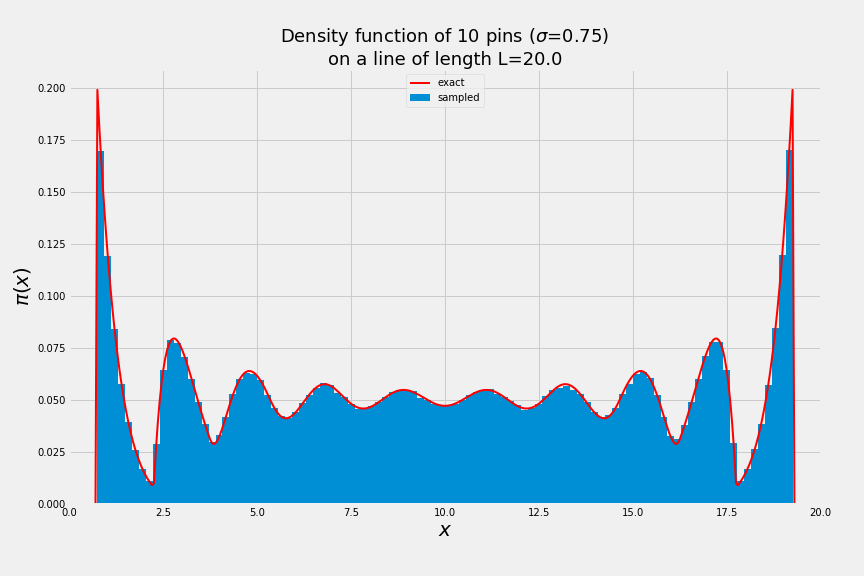 Density function of 10 pins (σ=0.75)
on a line of length L=20.0
exact
sampled
π(x)
0.200
0.175
0.150
0.125
0.100
0.075
0.050
0.025
0.000
0.0 2.5 5.0 7.5 10.0 12.5 15.0 17.5 20.0
x